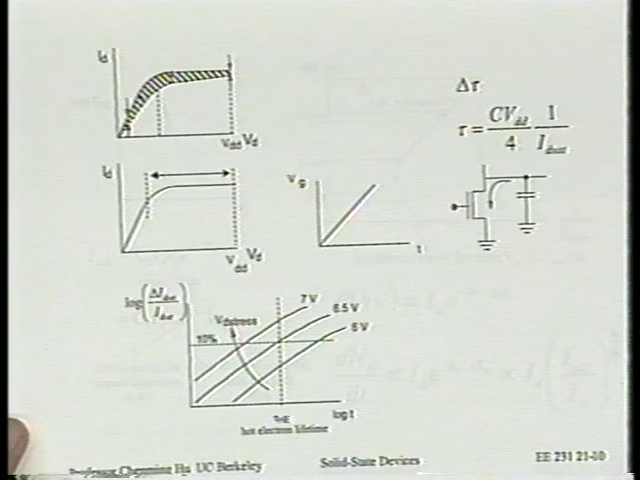 Id
Vdd Vd
Δτ
τ = CVdd/4 1/Idsat
Id
Vdd Vd
Vg
t
log(ΔIdsat/Idsat)
7 V
6.5 V
6 V
Vdstress
10%
log t
THE
hot electron lifetime
Professor Chenming Hu UC Berkeley
Solid-State Devices
EE 231 21-10